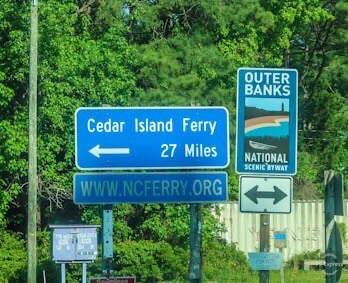 Cedar Island Ferry
27 Miles
WWW.NCFERRY.ORG
OUTER
BANKS
NATIONAL
SCENIC BYWAY